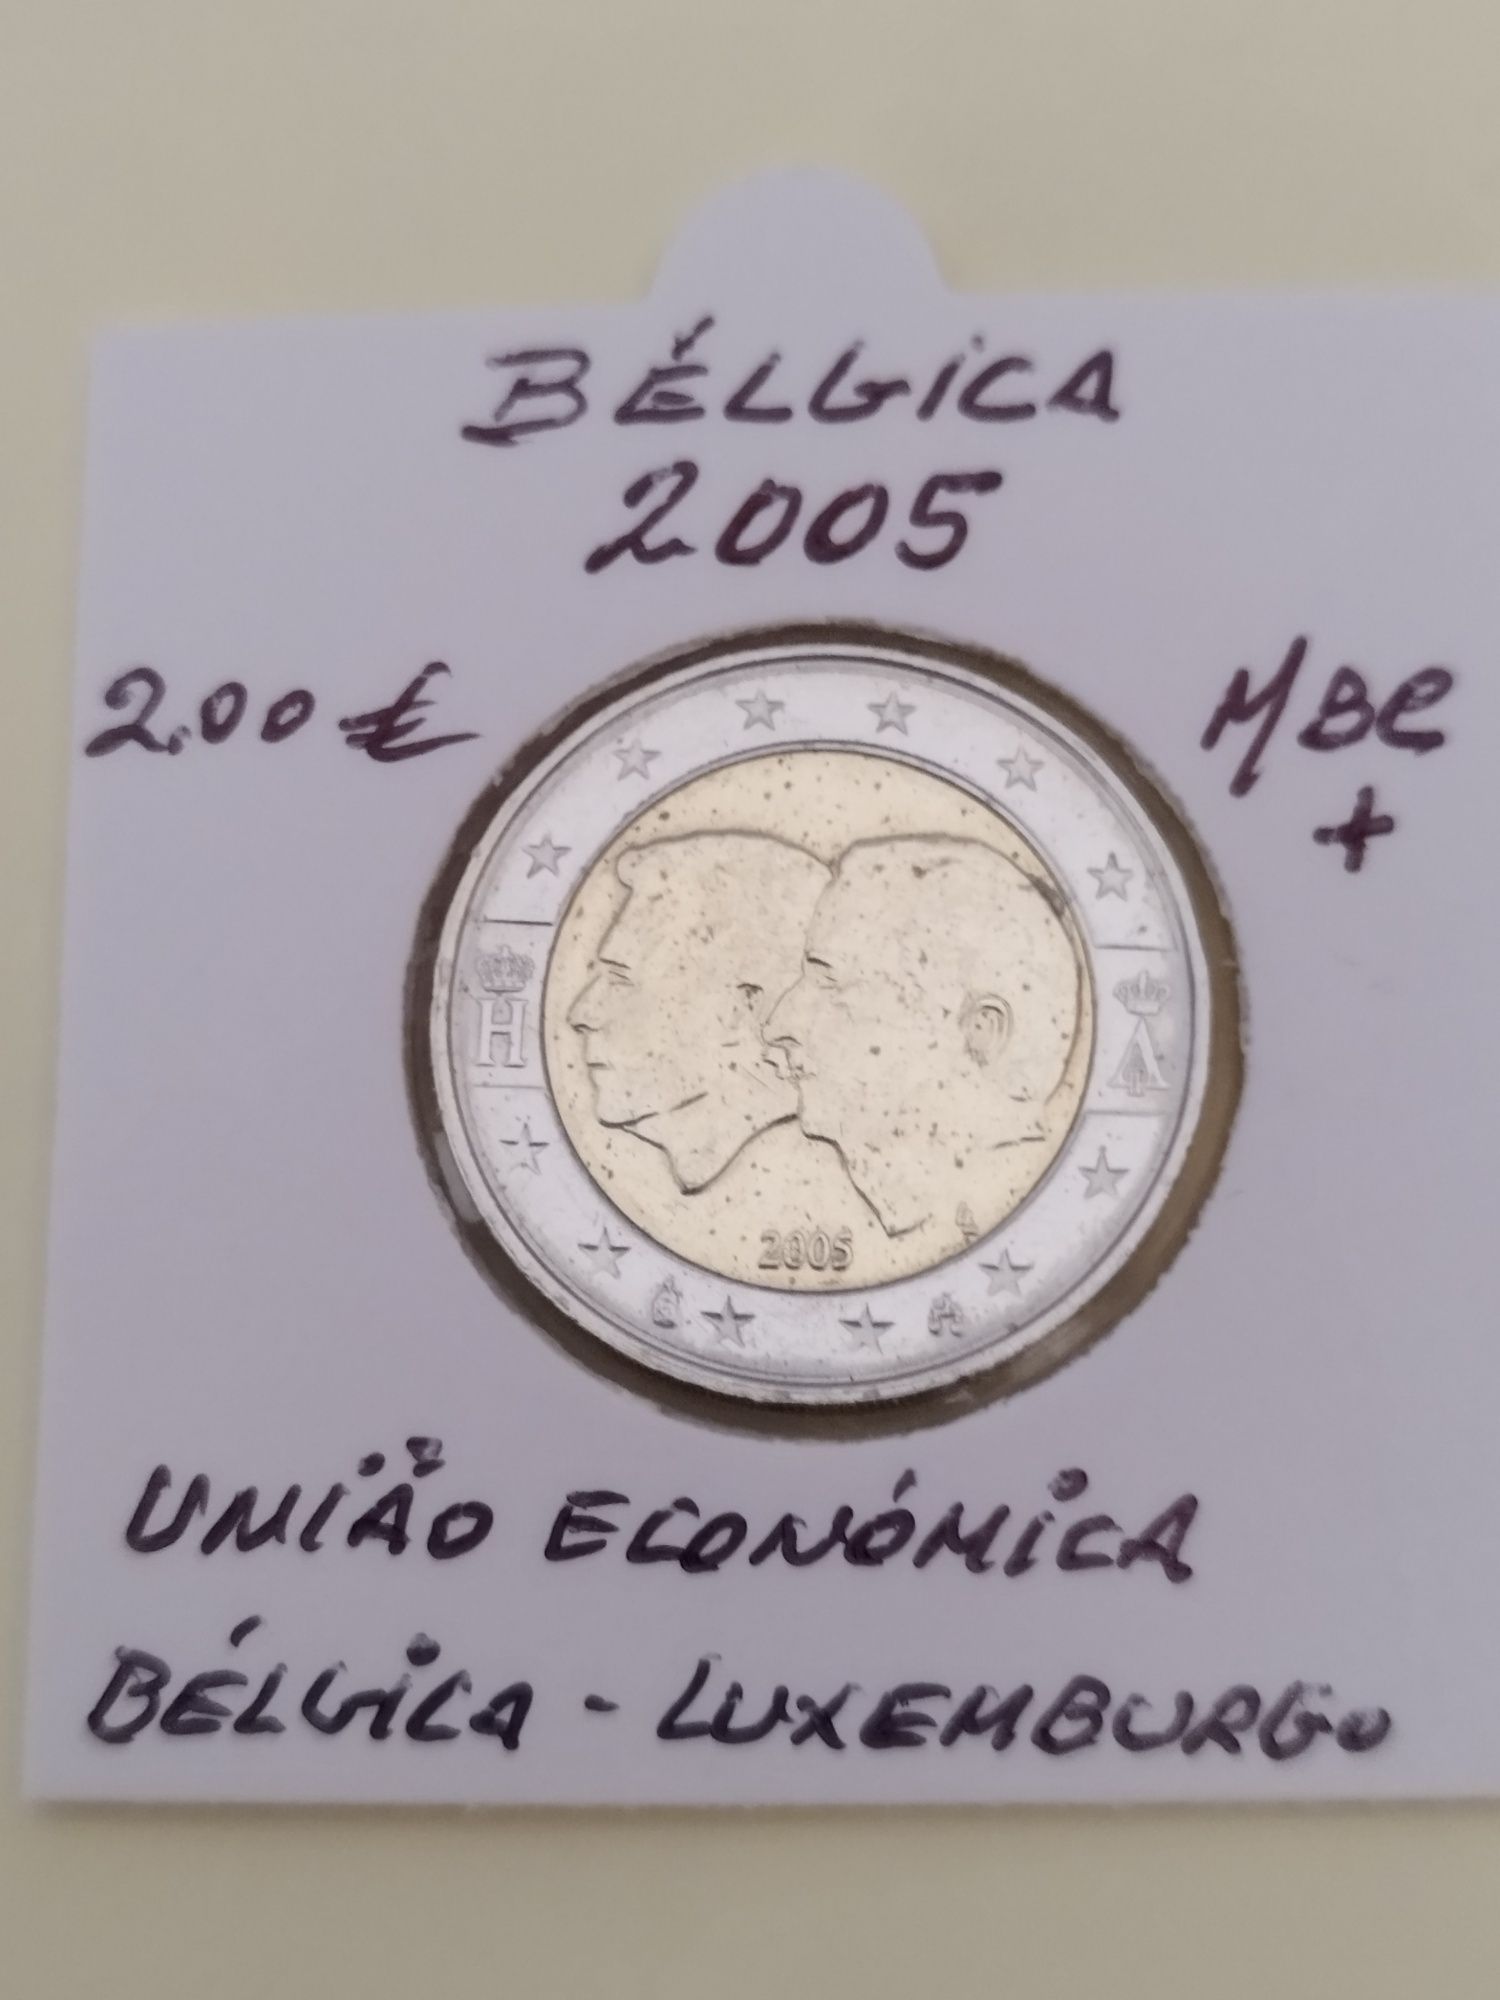 BÉLGICA
2005
2.00 €
MBC
+
H
A
2005
UNIÃO ECONÓMICA
BÉLGICA - LUXEMBURGO